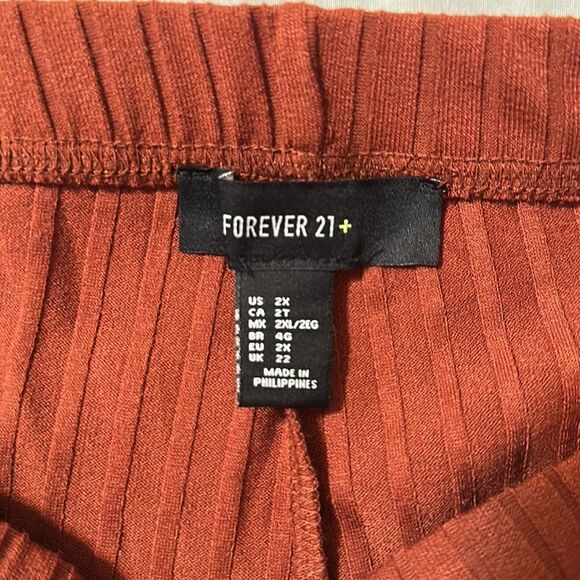 FOREVER 21+
US 2X
CA 2T
MX 2XL/2EG
BR 4G
EU 2X
UK 22
MADE IN
PHILIPPINES